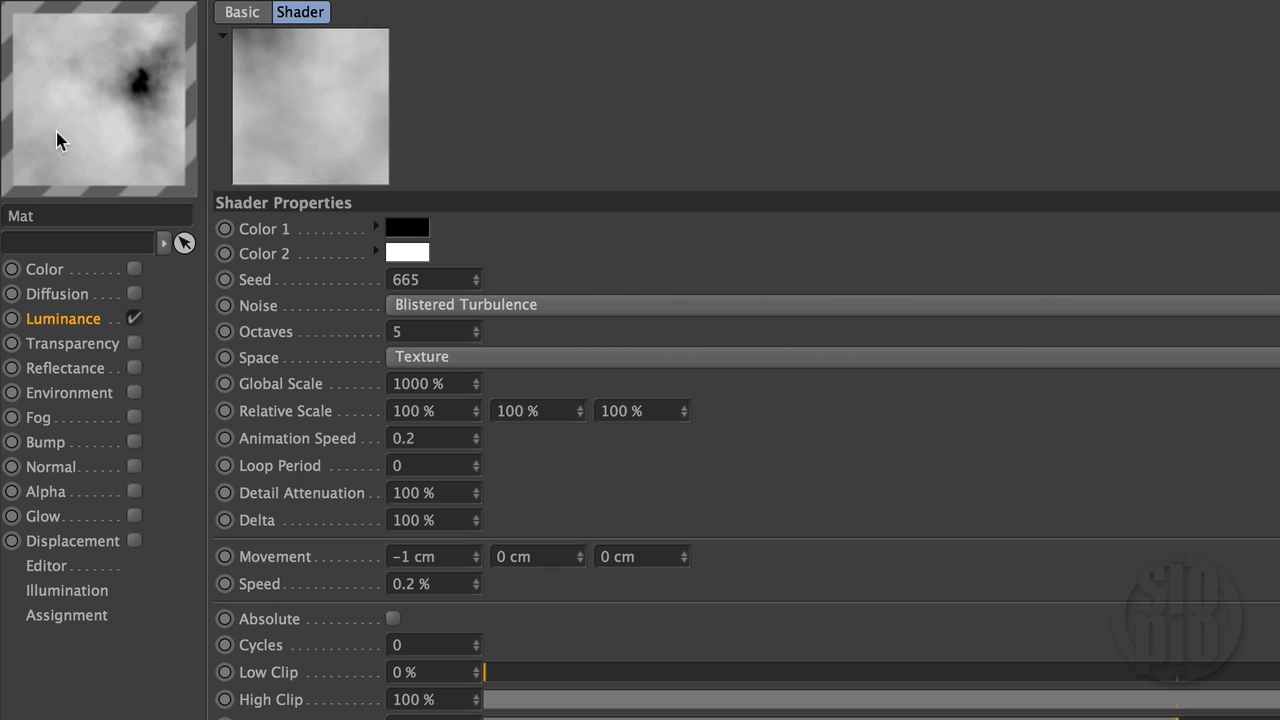 Basic Shader
Shader Properties
Mat
Color 1
Color 2
Seed 665
Noise Blistered Turbulence
Octaves 5
Space Texture
Global Scale 1000 %
Relative Scale 100 % 100 % 100 %
Animation Speed 0.2
Loop Period 0
Detail Attenuation 100 %
Delta 100 %
Movement −1 cm 0 cm 0 cm
Speed 0.2 %
Absolute
Cycles 0
Low Clip 0 %
High Clip 100 %
Color
Diffusion
Luminance
Transparency
Reflectance
Environment
Fog
Bump
Normal
Alpha
Glow
Displacement
Editor
Illumination
Assignment